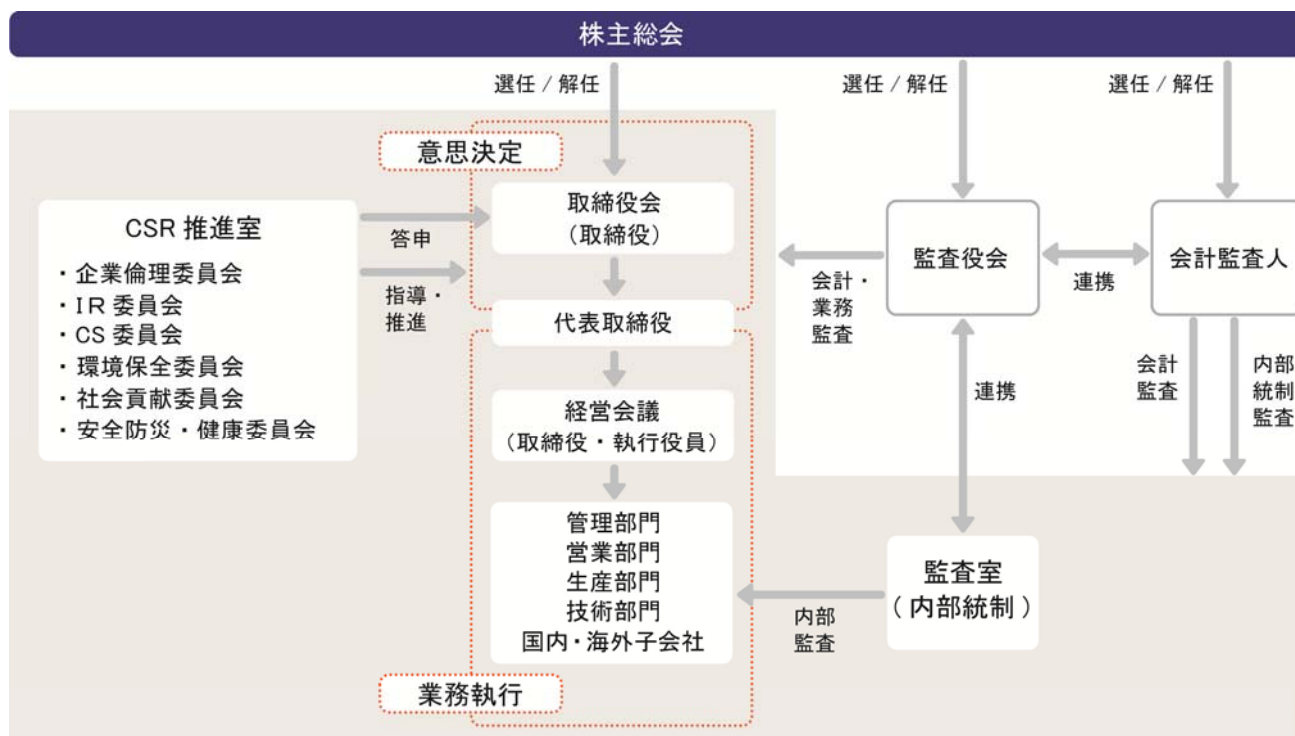 株主総会
選任 / 解任
選任 / 解任
選任 / 解任
意思決定
取締役会
（取締役）
CSR 推進室
・企業倫理委員会
・IR 委員会
・CS 委員会
・環境保全委員会
・社会貢献委員会
・安全防災・健康委員会
答申
指導・
推進
代表取締役
経営会議
（取締役・執行役員）
管理部門
営業部門
生産部門
技術部門
国内・海外子会社
業務執行
監査役会
会計・
業務
監査
連携
会計監査人
連携
会計
監査
内部
統制
監査
監査室
（内部統制）
内部
監査